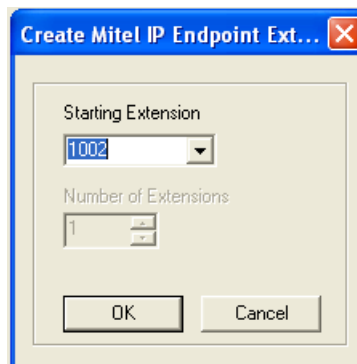 Create Mitel IP Endpoint Ext...
Starting Extension
1002
Number of Extensions
1
OK
Cancel